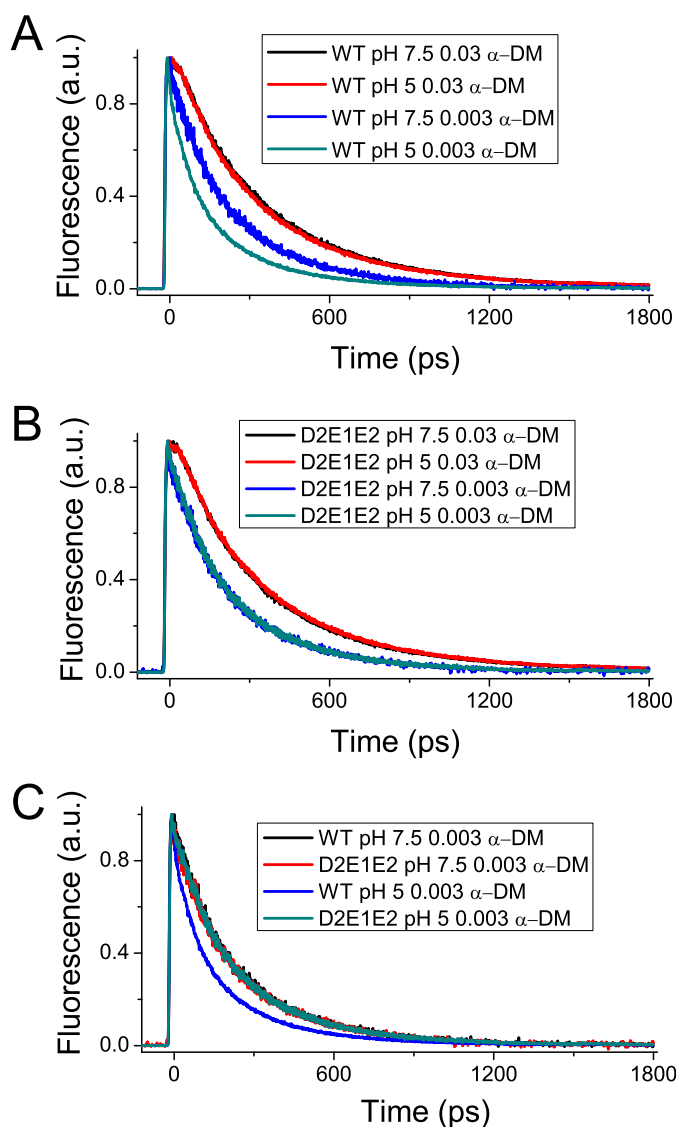 A
Fluorescence (a.u.)
0.8
0.4
0.0
WT pH 7.5 0.03 α−DM
WT pH 5 0.03 α−DM
WT pH 7.5 0.003 α−DM
WT pH 5 0.003 α−DM
0 600 1200 1800
Time (ps)
B
Fluorescence (a.u.)
0.8
0.4
0.0
D2E1E2 pH 7.5 0.03 α−DM
D2E1E2 pH 5 0.03 α−DM
D2E1E2 pH 7.5 0.003 α−DM
D2E1E2 pH 5 0.003 α−DM
0 600 1200 1800
Time (ps)
C
Fluorescence (a.u.)
0.8
0.4
0.0
WT pH 7.5 0.003 α−DM
D2E1E2 pH 7.5 0.003 α−DM
WT pH 5 0.003 α−DM
D2E1E2 pH 5 0.003 α−DM
0 600 1200 1800
Time (ps)